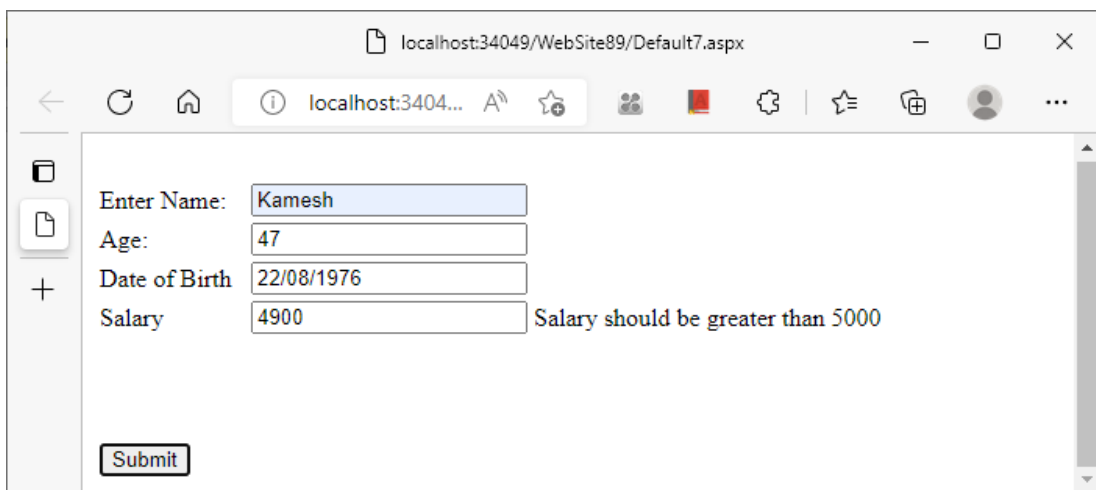 localhost:34049/WebSite89/Default7.aspx
localhost:3404...
Enter Name: Kamesh
Age: 47
Date of Birth 22/08/1976
Salary 4900 Salary should be greater than 5000
Submit